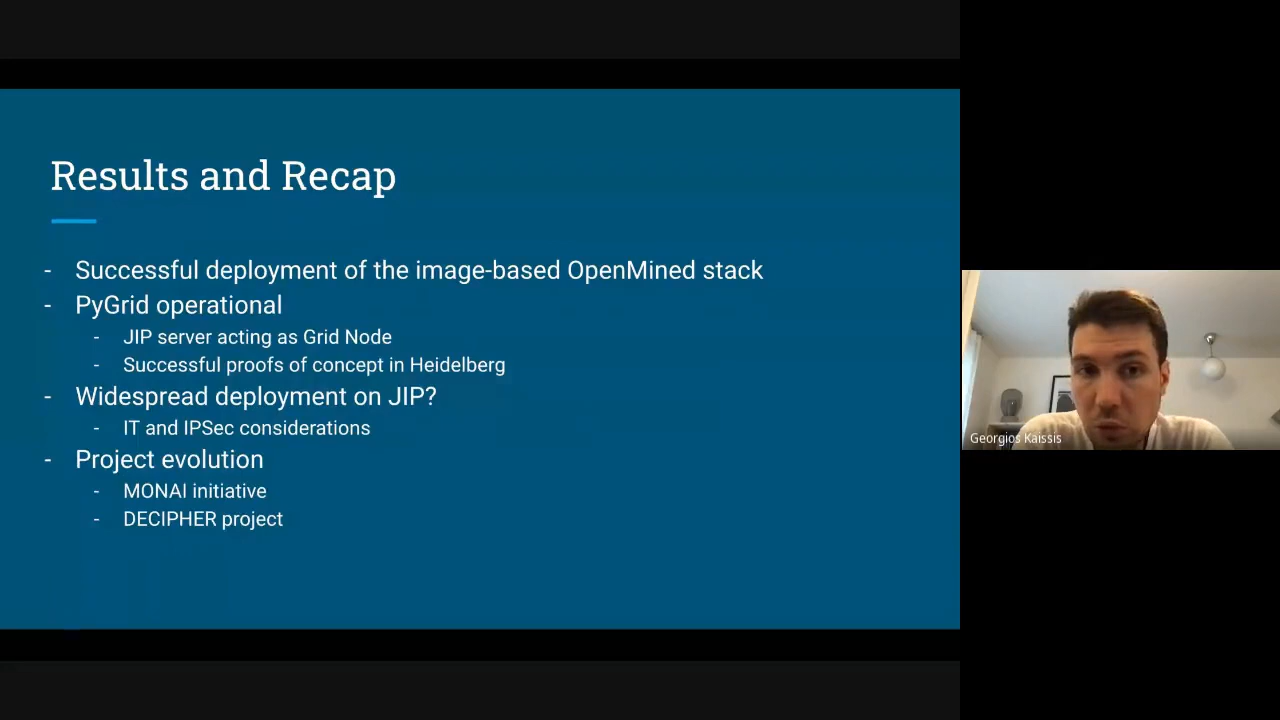 Results and Recap
- Successful deployment of the image-based OpenMined stack
- PyGrid operational
- JIP server acting as Grid Node
- Successful proofs of concept in Heidelberg
- Widespread deployment on JIP?
- IT and IPSec considerations
- Project evolution
- MONAI initiative
- DECIPHER project
Georgios Kaissis